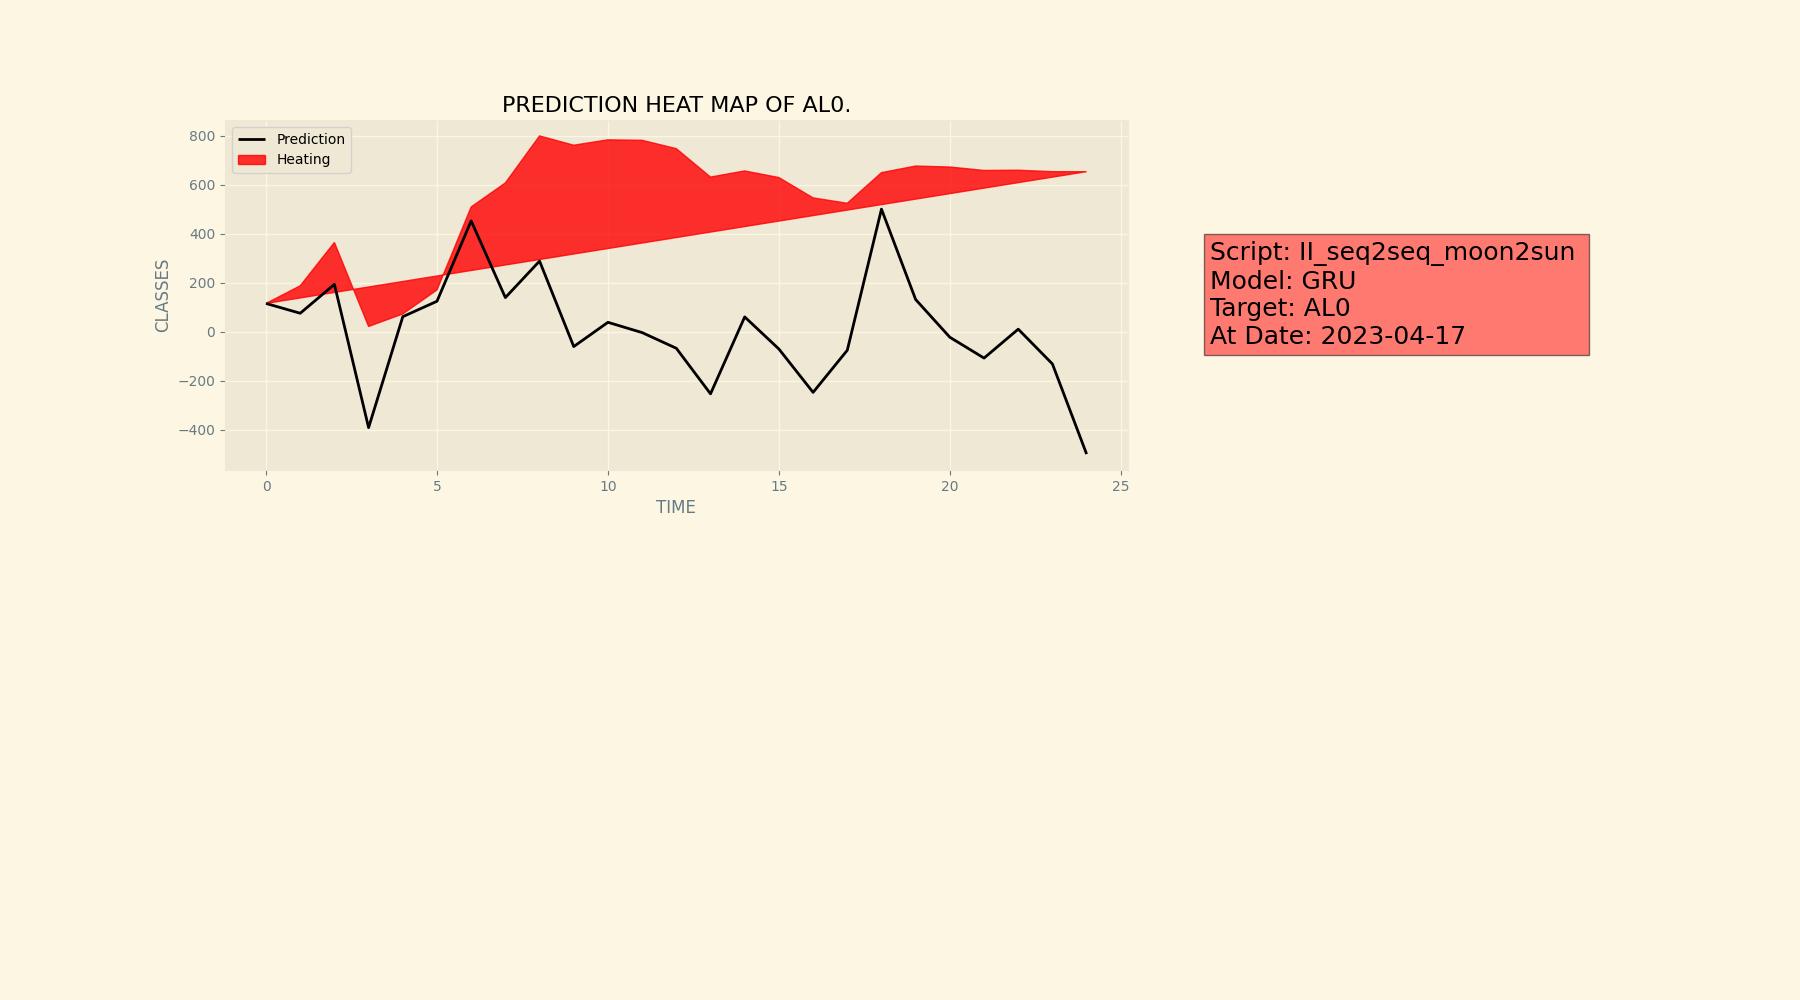 PREDICTION HEAT MAP OF AL0.
Prediction
Heating
800
600
400
200
0
−200
−400
CLASSES
0 5 10 15 20 25
TIME
Script: II_seq2seq_moon2sun
Model: GRU
Target: AL0
At Date: 2023-04-17